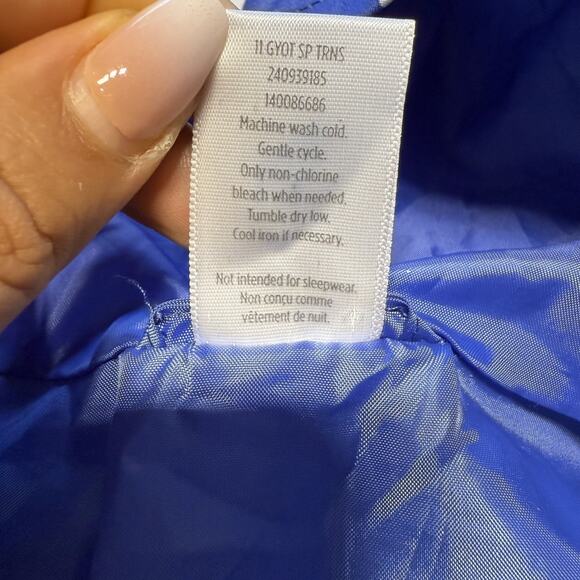 11 GYOT SP TRNS
240939185
140086686
Machine wash cold.
Gentle cycle.
Only non-chlorine
bleach when needed.
Tumble dry low.
Cool iron if necessary.
Not intended for sleepwear.
Non conçu comme
vêtement de nuit.